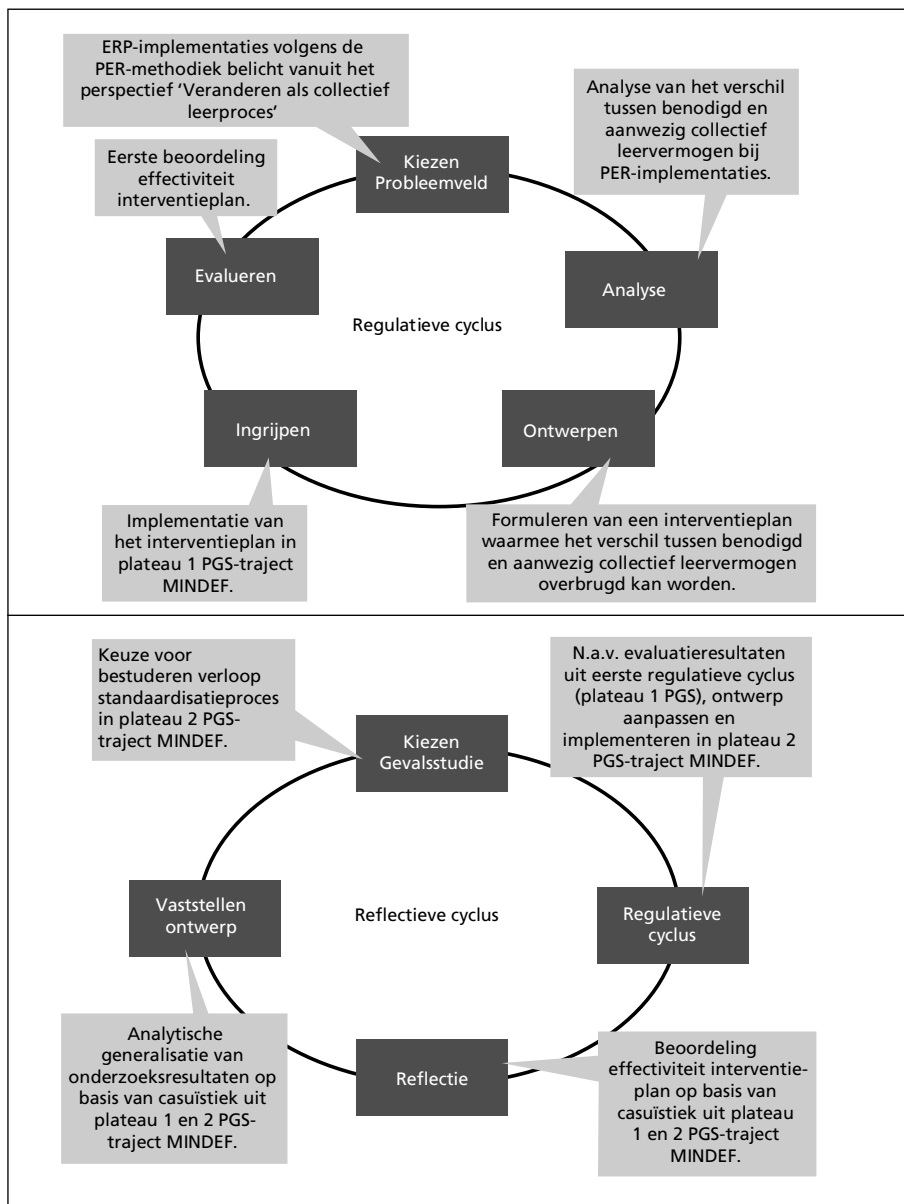 ERP-implementaties volgens de
PER-methodiek belicht vanuit het
perspectief ‘Veranderen als collectief
leerproces‘
Analyse van het verschil
tussen benodigd en
aanwezig collectief
leervermogen bij
PER-implementaties.
Eerste beoordeling
effectiviteit
interventieplan.
Kiezen
Probleemveld
Evalueren
Analyse
Regulatieve cyclus
Ingrijpen
Ontwerpen
Implementatie van
het interventieplan in
plateau 1 PGS-traject
MINDEF.
Formuleren van een interventieplan
waarmee het verschil tussen benodigd
en aanwezig collectief leervermogen
overbrugd kan worden.
Keuze voor
bestuderen verloop
standaardisatieproces
in plateau 2 PGS-
traject MINDEF.
N.a.v. evaluatieresultaten
uit eerste regulatieve cyclus
(plateau 1 PGS), ontwerp
aanpassen en
implementeren in plateau 2
PGS-traject MINDEF.
Kiezen
Gevalsstudie
Vaststellen
ontwerp
Reflectieve cyclus
Regulatieve
cyclus
Analytische
generalisatie van
onderzoeksresultaten op
basis van casuïstiek uit
plateau 1 en 2 PGS-
traject MINDEF.
Reflectie
Beoordeling
effectiviteit interventie-
plan op basis van
casuïstiek uit plateau
1 en 2 PGS-traject
MINDEF.